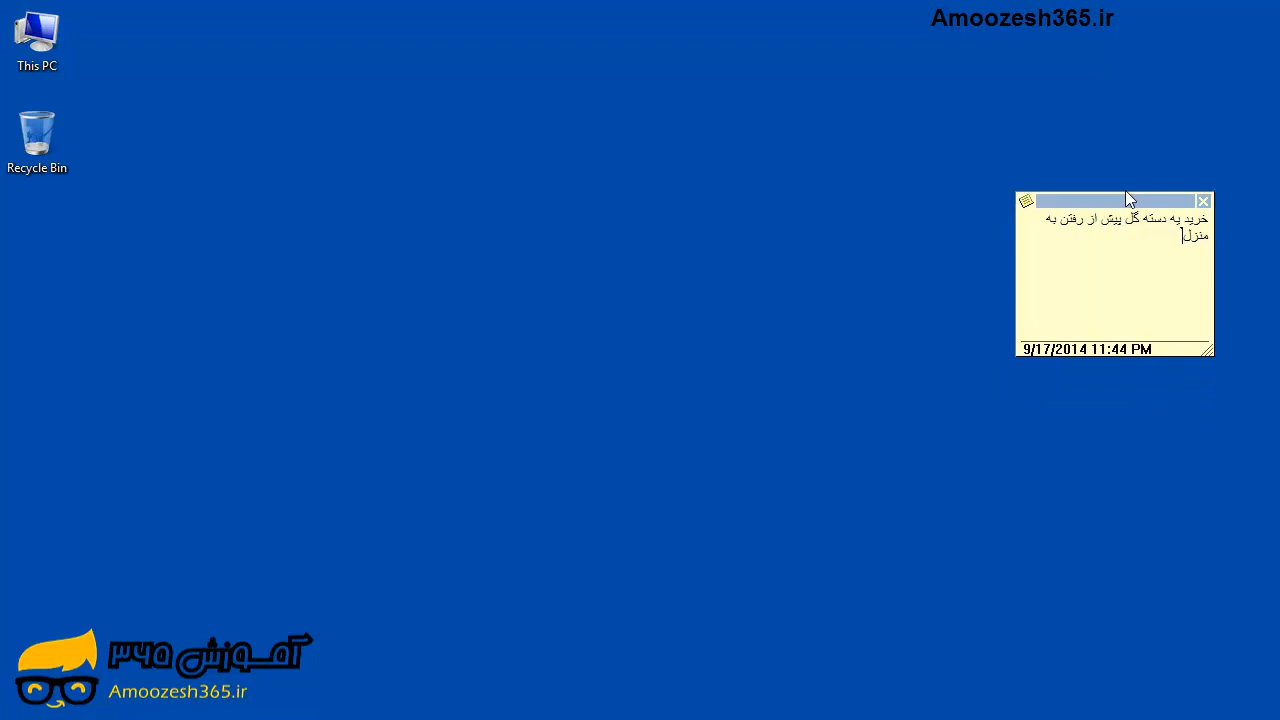 Amoozesh365.ir
This PC
Recycle Bin
خرید یه دسته گل پیش از رفتن به
منزل
9/17/2014 11:44 PM
آموزش ۳۶۵
Amoozesh365.ir